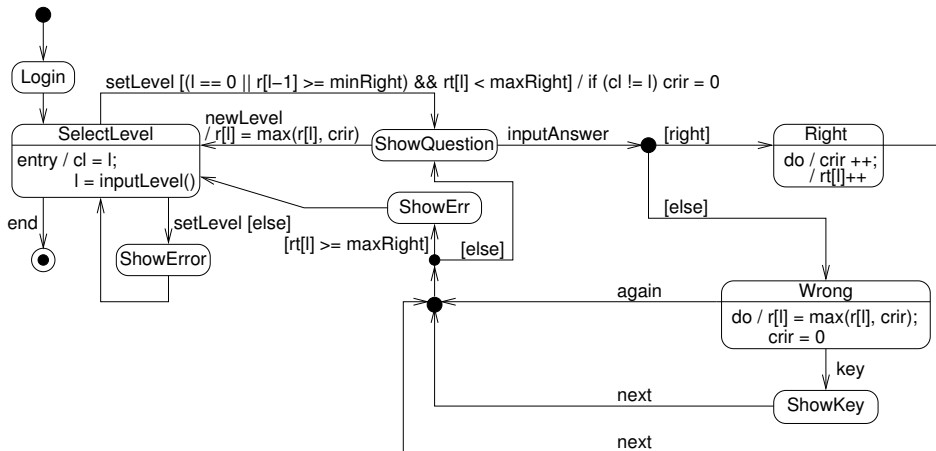 Login
setLevel [(l == 0 || r[l−1] >= minRight) && rt[l] < maxRight] / if (cl != l) crir = 0
SelectLevel
entry / cl = l;
l = inputLevel()
newLevel
/ r[l] = max(r[l], crir)
ShowQuestion
inputAnswer
[right]
Right
do / crir ++;
/ rt[l]++
ShowErr
[else]
end
setLevel [else]
[rt[l] >= maxRight]
[else]
ShowError
again
Wrong
do / r[l] = max(r[l], crir);
crir = 0
key
next
ShowKey
next